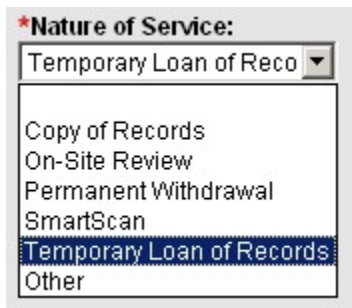 *Nature of Service:
Temporary Loan of Reco
Copy of Records
On-Site Review
Permanent Withdrawal
SmartScan
Temporary Loan of Records
Other